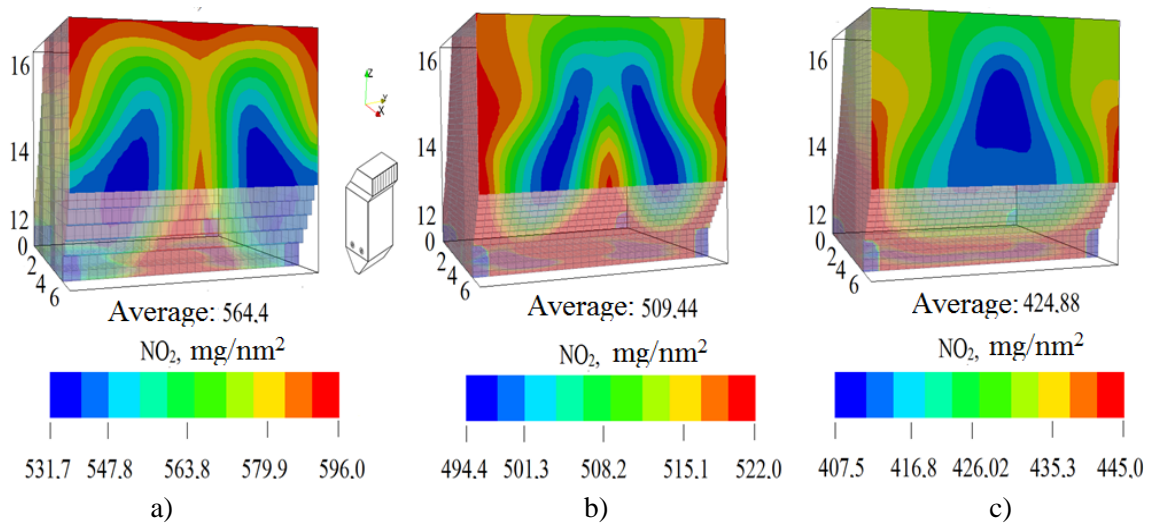 16
14
12
0
2
4
6
Average: 564.4
NO₂, mg/nm²
531.7 547.8 563.8 579.9 596.0
a)
Z
Y
X
16
14
12
0
2
4
6
Average: 509.44
NO₂, mg/nm²
494.4 501.3 508.2 515.1 522.0
b)
16
14
12
0
2
4
6
Average: 424.88
NO₂, mg/nm²
407.5 416.8 426.02 435.3 445.0
c)